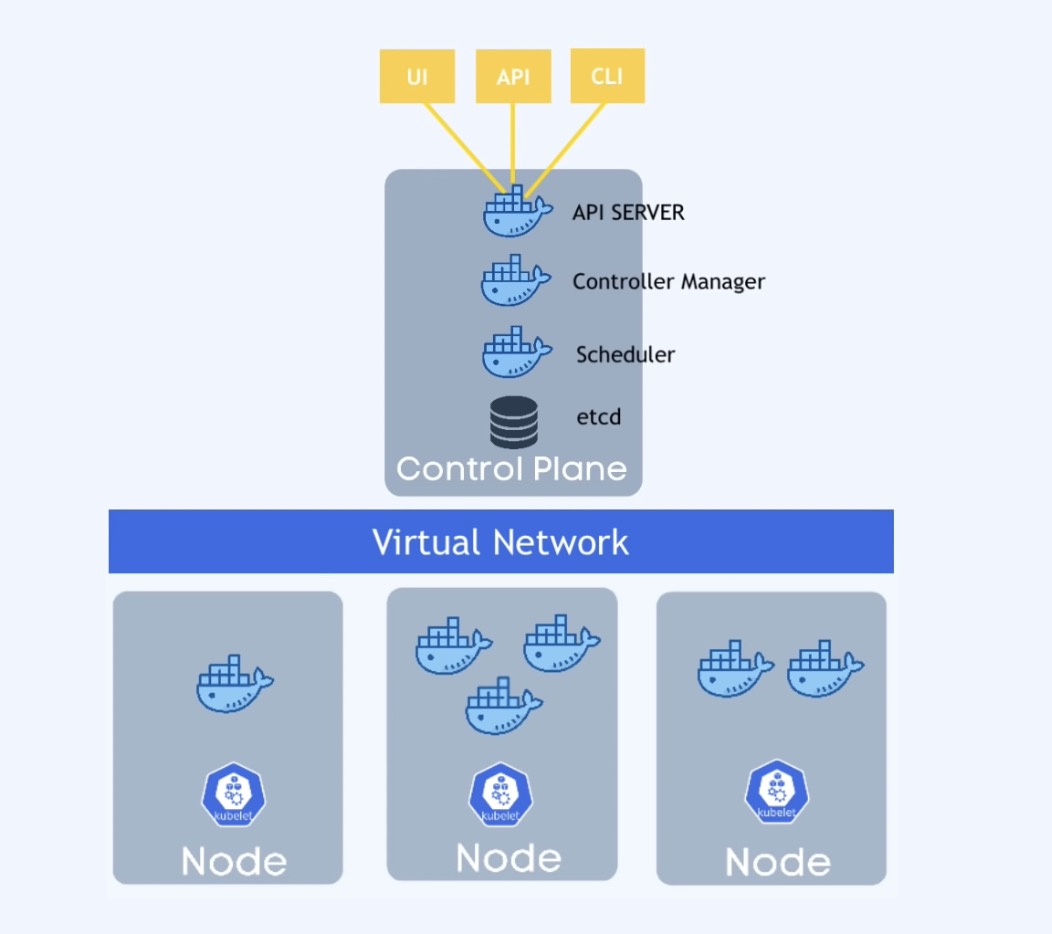 UI
API
CLI
API SERVER
Controller Manager
Scheduler
etcd
Control Plane
Virtual Network
kubelet
kubelet
kubelet
Node
Node
Node